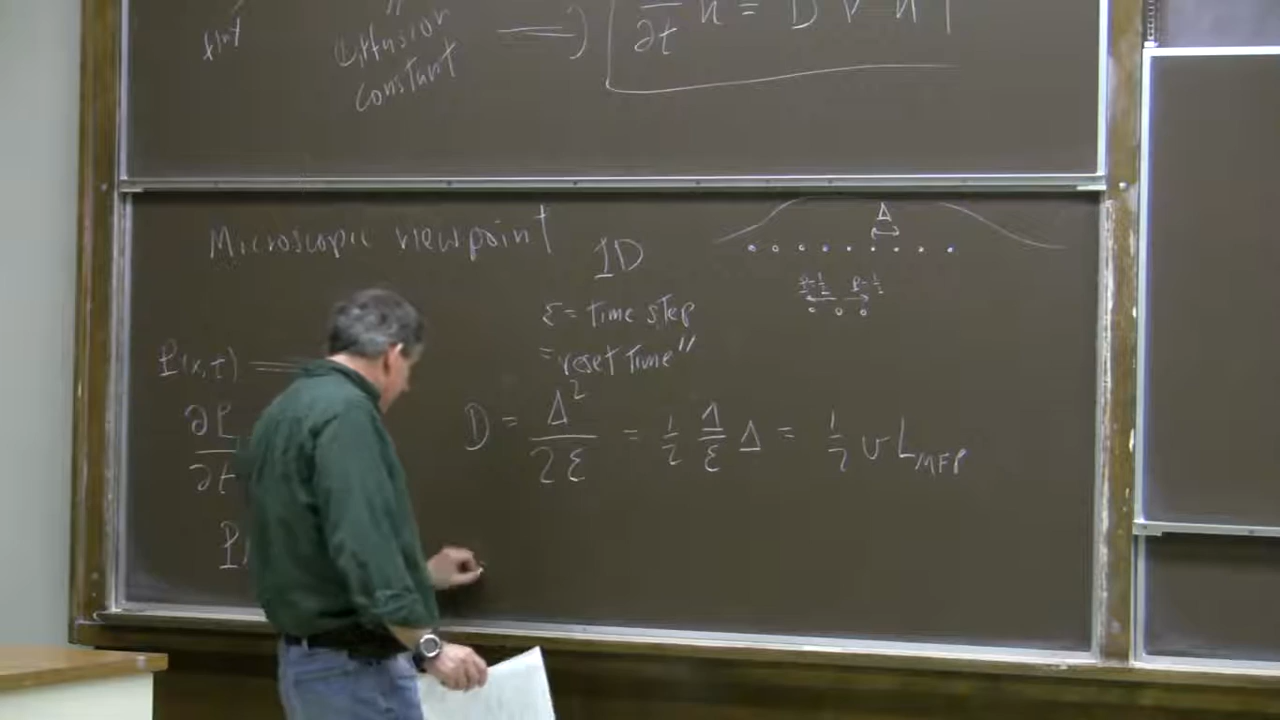 ∂t n = D ∇ n
diffusion
constant
Microscopic viewpoint
1D
Δ
P=1/2 P=1/2
ε = time step
= reset time"
P(x,t)
∂P
∂t
D = Δ²/2ε = 1/2 Δ/ε Δ = 1/2 v L_MFP
P